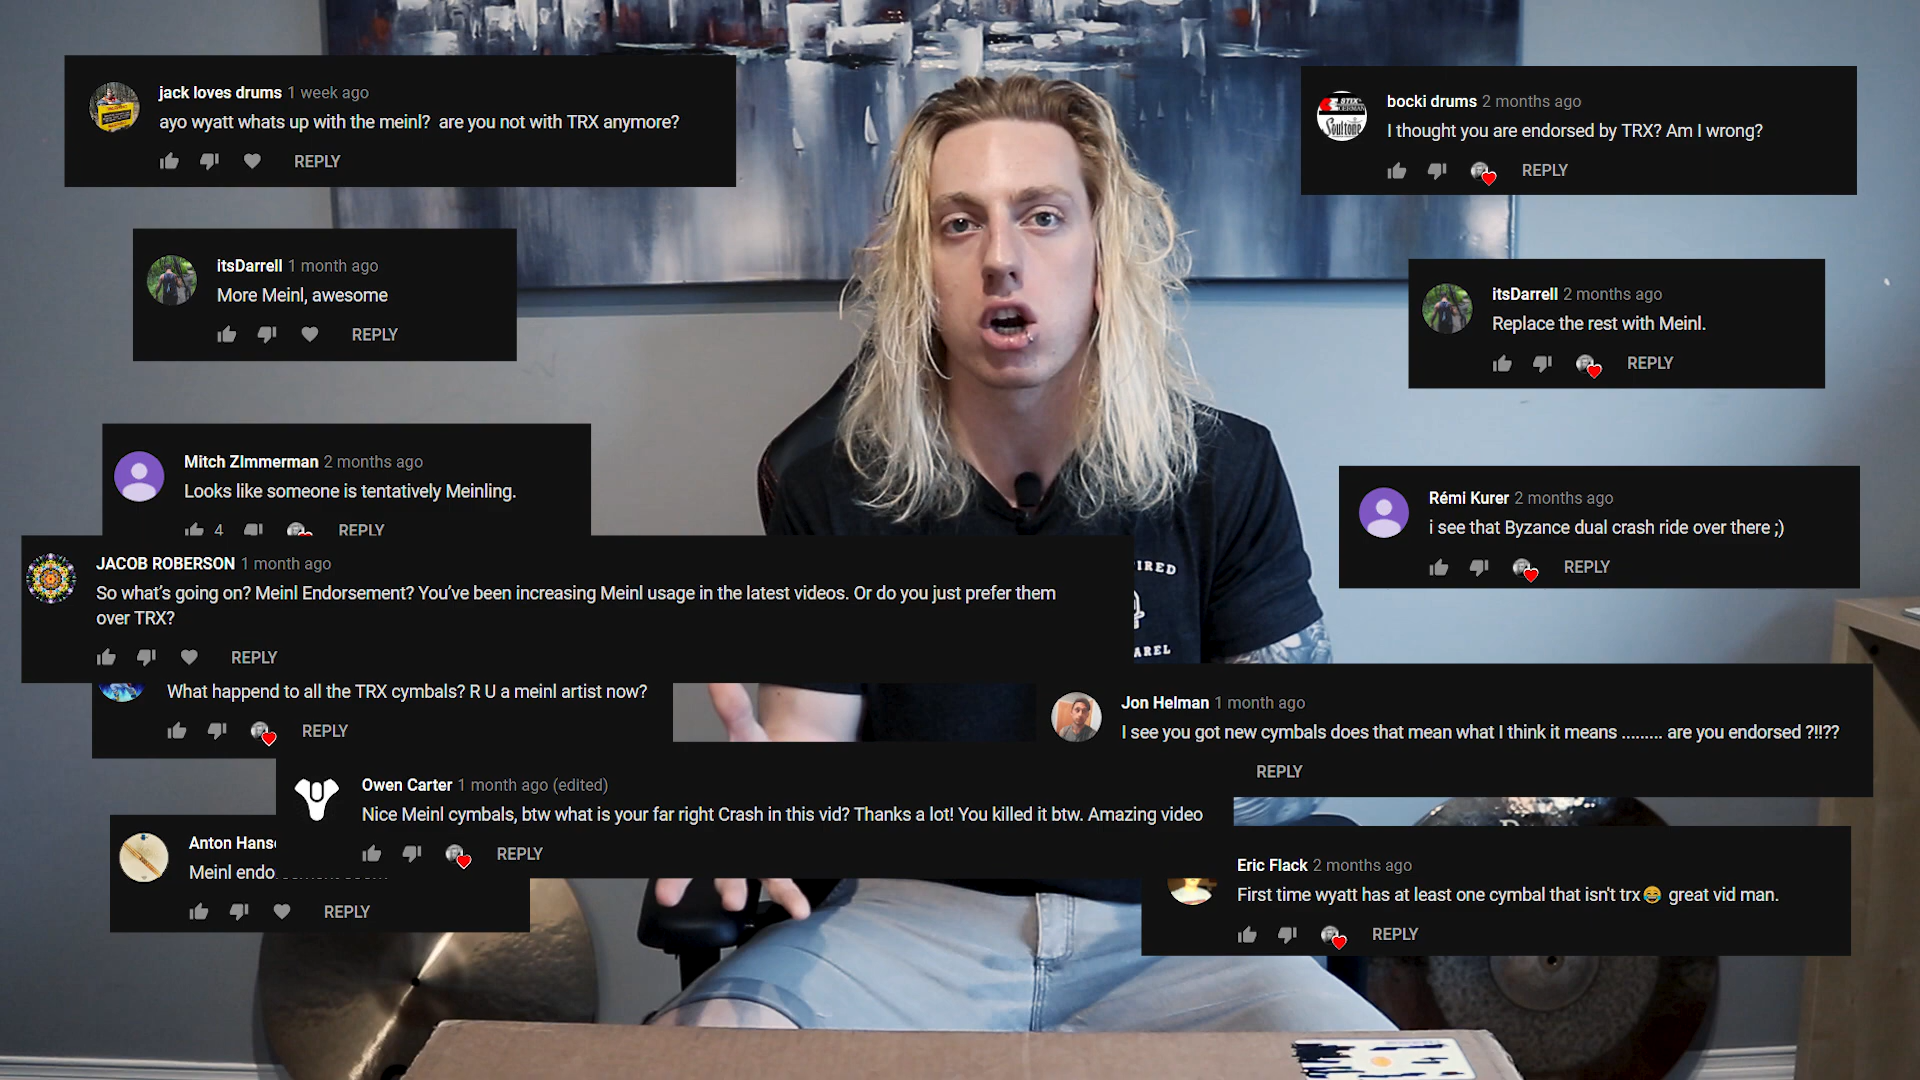 jack loves drums 1 week ago
ayo wyatt whats up with the meinl? are you not with TRX anymore?
REPLY
bocki drums 2 months ago
I thought you are endorsed by TRX? Am I wrong?
REPLY
itsDarrell 1 month ago
More Meinl, awesome
REPLY
itsDarrell 2 months ago
Replace the rest with Meinl.
REPLY
Mitch ZImmerman 2 months ago
Looks like someone is tentatively Meinling.
4 REPLY
Rémi Kurer 2 months ago
i see that Byzance dual crash ride over there ;)
REPLY
JACOB ROBERSON 1 month ago
So what's going on? Meinl Endorsement? You've been increasing Meinl usage in the latest videos. Or do you just prefer them
over TRX?
REPLY
IRED
AREL
What happend to all the TRX cymbals? R U a meinl artist now?
REPLY
Jon Helman 1 month ago
I see you got new cymbals does that mean what I think it means ......... are you endorsed ?!!??
REPLY
Owen Carter 1 month ago (edited)
Nice Meinl cymbals, btw what is your far right Crash in this vid? Thanks a lot! You killed it btw. Amazing video
REPLY
Anton Hans
Meinl endo
REPLY
Eric Flack 2 months ago
First time wyatt has at least one cymbal that isn't trx😂 great vid man.
REPLY